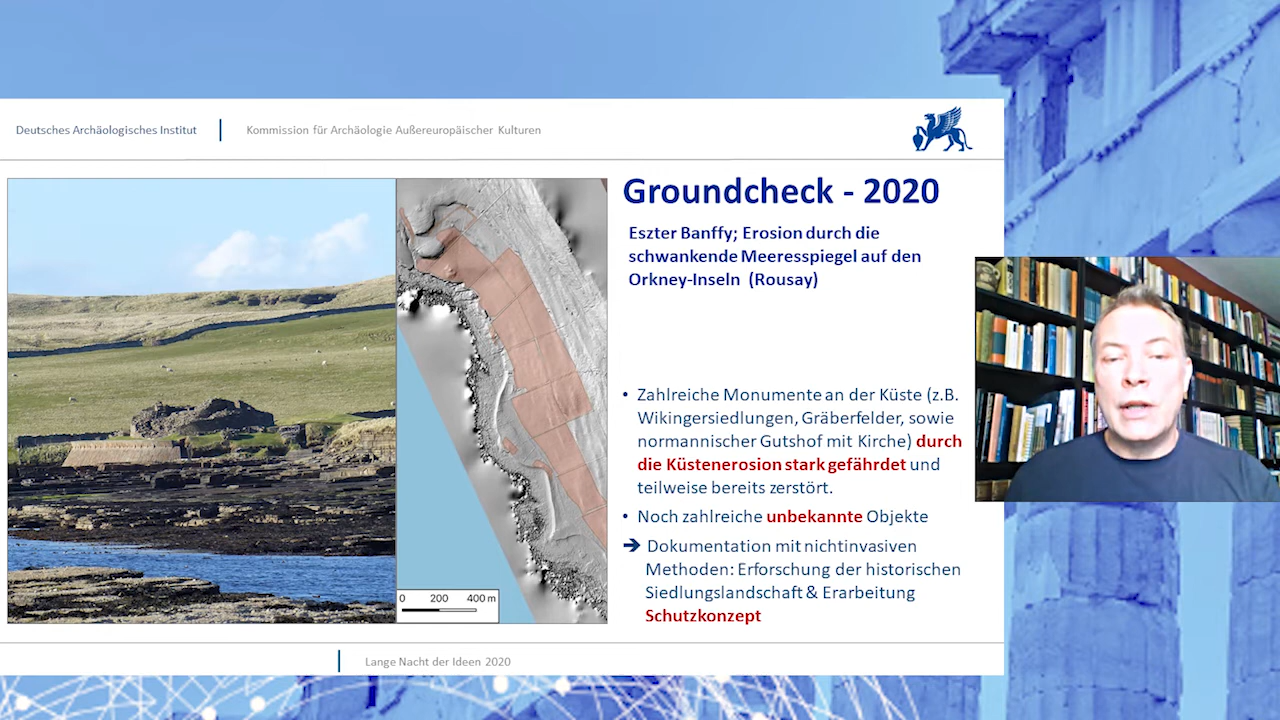 Deutsches Archäologisches Institut
Kommission für Archäologie Außereuropäischer Kulturen
Groundcheck - 2020
Eszter Banffy; Erosion durch die
schwankende Meeresspiegel auf den
Orkney-Inseln (Rousay)
• Zahlreiche Monumente an der Küste (z.B.
Wikingersiedlungen, Gräberfelder, sowie
normannischer Gutshof mit Kirche) durch
die Küstenerosion stark gefährdet und
teilweise bereits zerstört.
• Noch zahlreiche unbekannte Objekte
➔ Dokumentation mit nichtinvasiven
Methoden: Erforschung der historischen
Siedlungslandschaft & Erarbeitung
Schutzkonzept
0 200 400 m
Lange Nacht der Ideen 2020